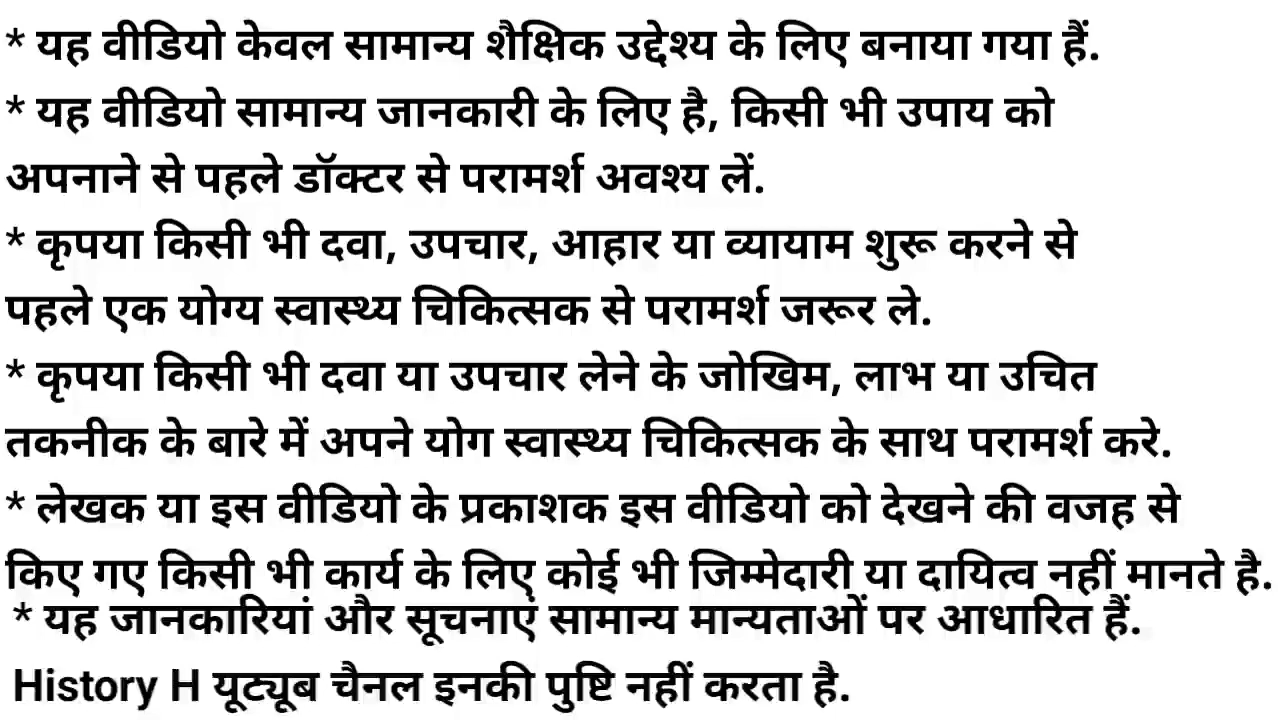 * यह वीडियो केवल सामान्य शैक्षिक उद्देश्य के लिए बनाया गया हैं.
* यह वीडियो सामान्य जानकारी के लिए है, किसी भी उपाय को
अपनाने से पहले डॉक्टर से परामर्श अवश्य लें.
* कृपया किसी भी दवा, उपचार, आहार या व्यायाम शुरू करने से
पहले एक योग्य स्वास्थ्य चिकित्सक से परामर्श जरूर ले.
* कृपया किसी भी दवा या उपचार लेने के जोखिम, लाभ या उचित
तकनीक के बारे में अपने योग स्वास्थ्य चिकित्सक के साथ परामर्श करे.
* लेखक या इस वीडियो के प्रकाशक इस वीडियो को देखने की वजह से
किए गए किसी भी कार्य के लिए कोई भी जिम्मेदारी या दायित्व नहीं मानते है.
* यह जानकारियां और सूचनाएं सामान्य मान्यताओं पर आधारित हैं.
History H यूट्यूब चैनल इनकी पुष्टि नहीं करता है.